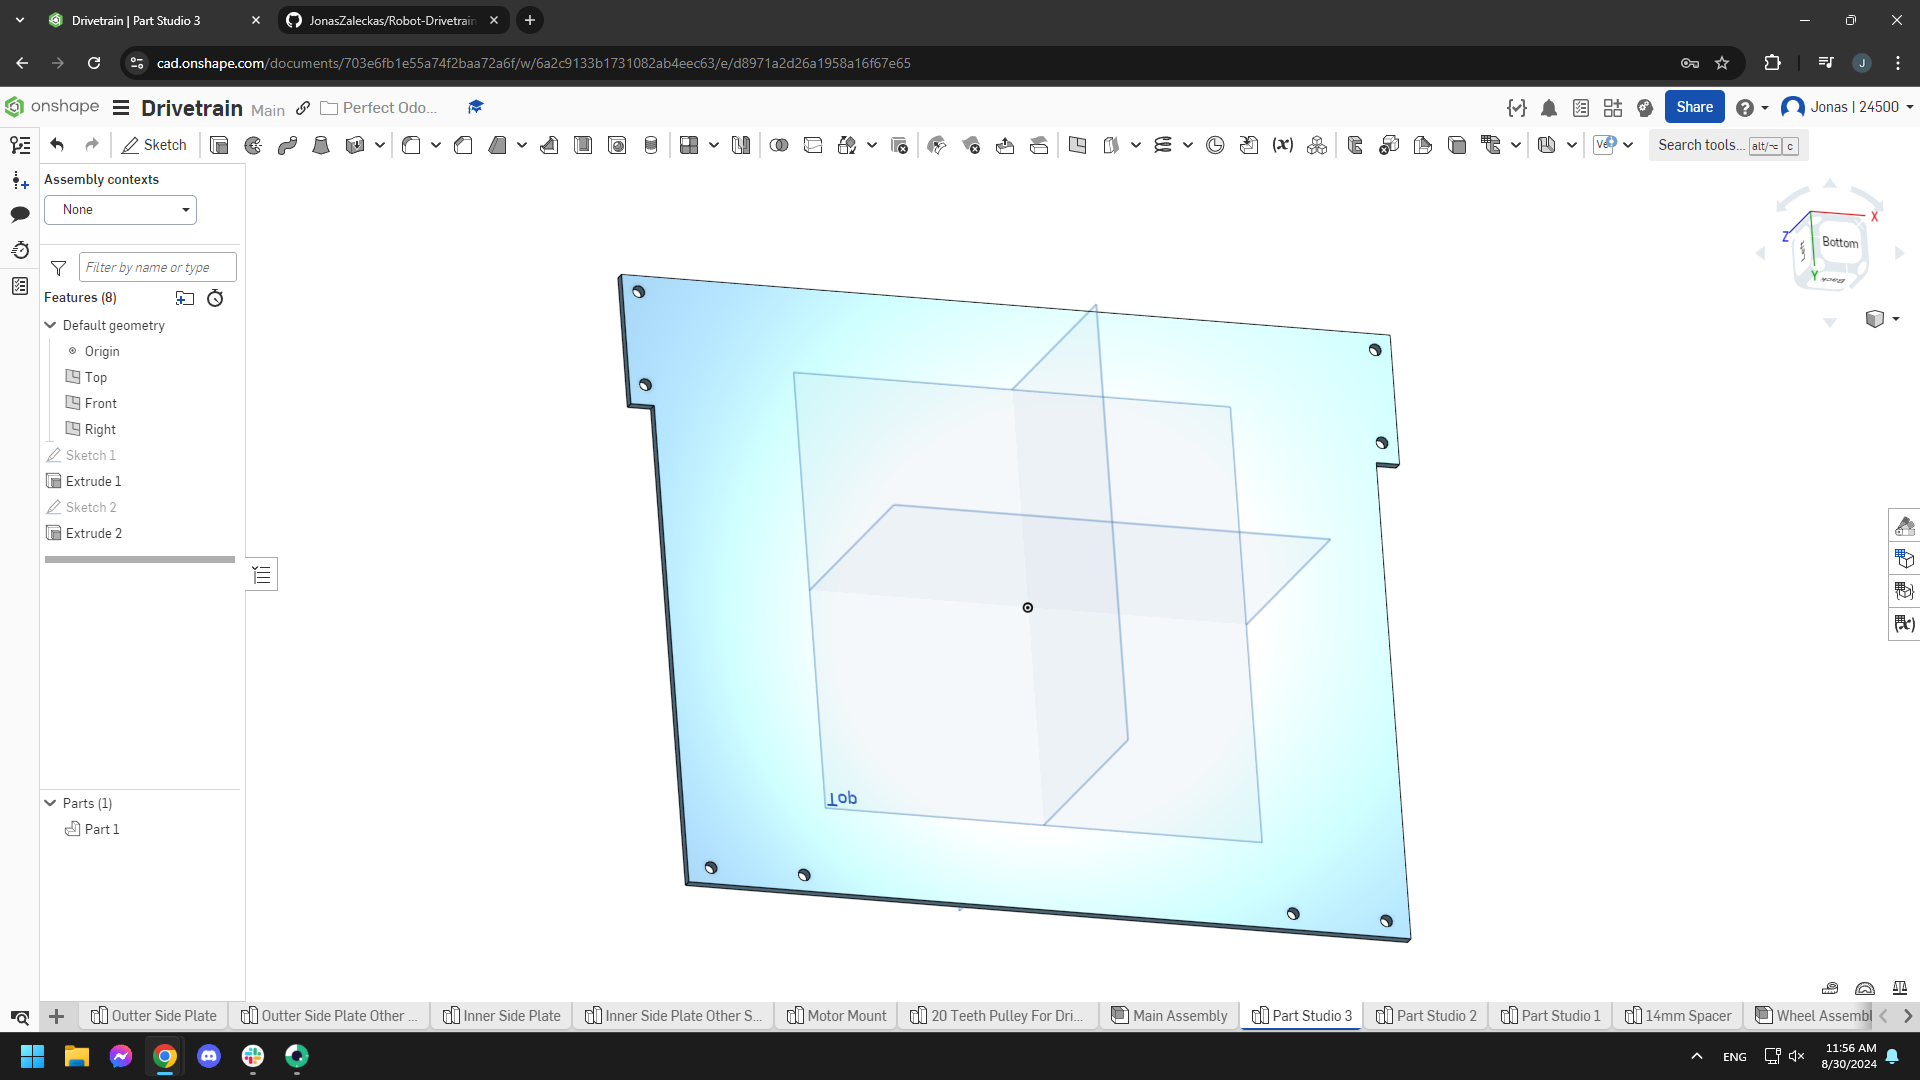 Drivetrain | Part Studio 3
JonasZaleckas/Robot-Drivetrain
cad.onshape.com/documents/703e6fb1e55a74f2baa72a6f/w/6a2c9133b1731082ab4eec63/e/d8971a2d26a1958a16f67e65
J
onshape
Drivetrain Main
Perfect Odo...
Share
Jonas | 24500
Sketch
Search tools... alt/⌥ c
Assembly contexts
None
Filter by name or type
Features (8)
Default geometry
Origin
Top
Front
Right
Sketch 1
Extrude 1
Sketch 2
Extrude 2
Parts (1)
Part 1
Top
X
Z
Y
Bottom
Left
Back
(x)
(x)
Outer Side Plate
Outer Side Plate Other ...
Inner Side Plate
Inner Side Plate Other S...
Motor Mount
20 Teeth Pulley For Dri...
Main Assembly
Part Studio 3
Part Studio 2
Part Studio 1
14mm Spacer
Wheel Assembl
ENG
11:56 AM
8/30/2024